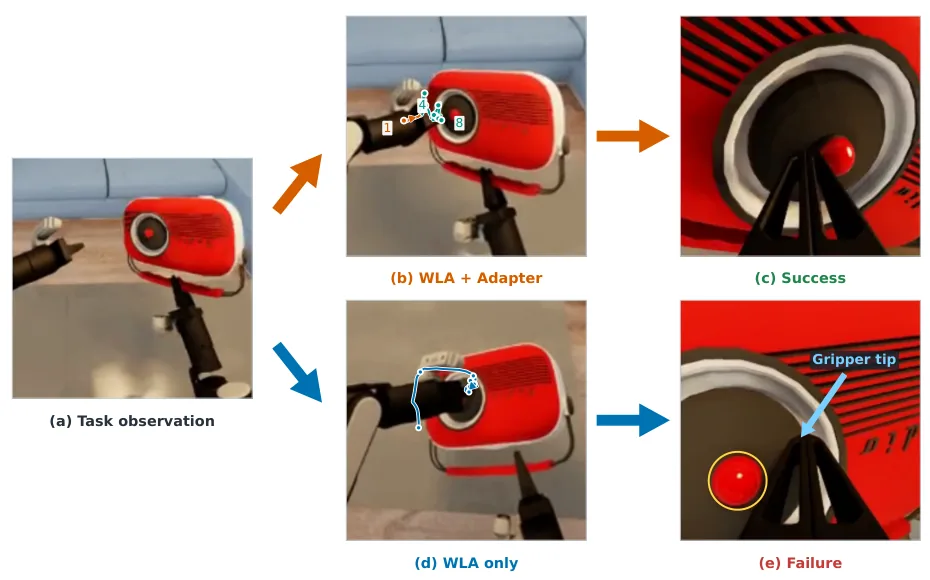 1
4
8
(b) WLA + Adapter
(c) Success
(a) Task observation
Gripper tip
(d) WLA only
(e) Failure